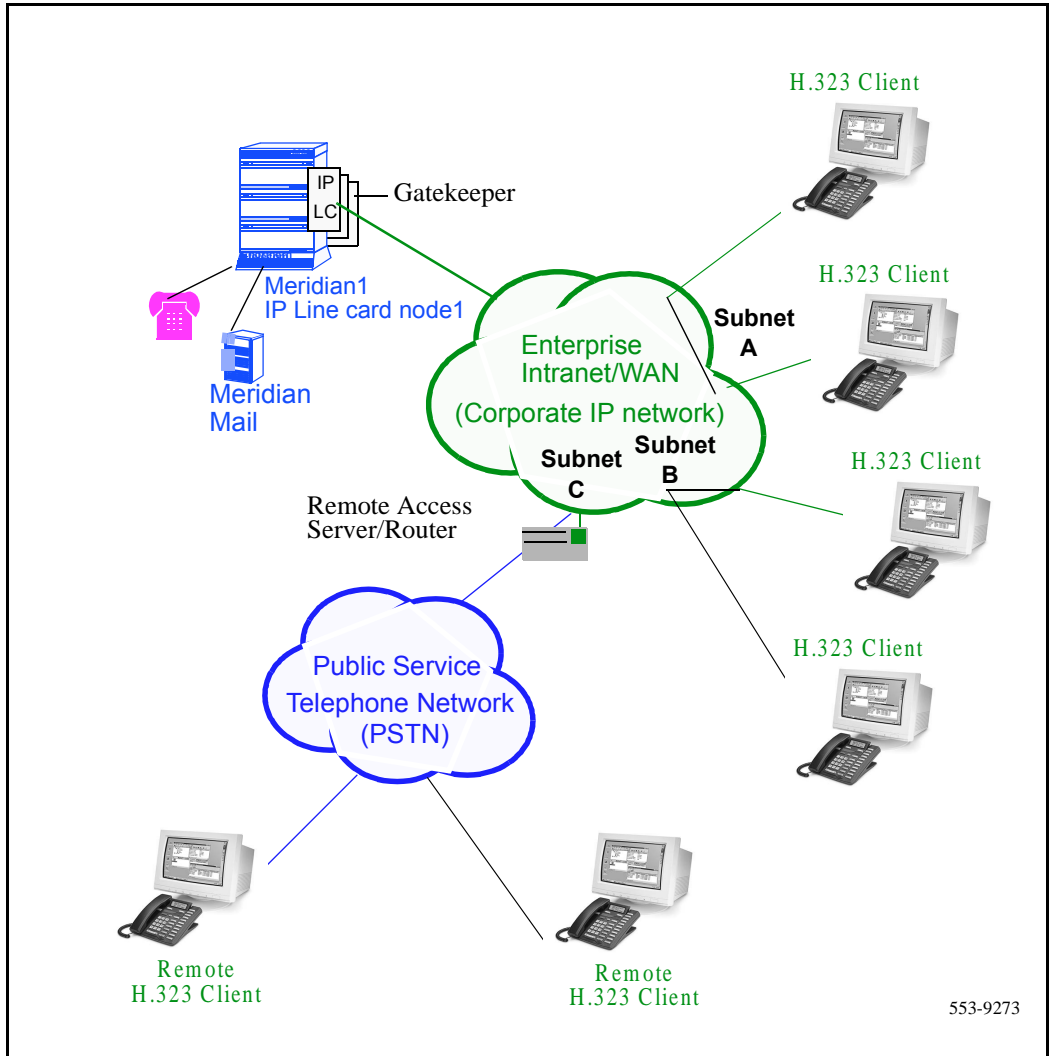 H.323 Client
IP
LC
Gatekeeper
H.323 Client
Meridian1
IP Line card node1
Subnet
A
Enterprise
Intranet/WAN
(Corporate IP network)
Meridian
Mail
Subnet
B
Subnet
C
H.323 Client
Remote Access
Server/Router
H.323 Client
Public Service
Telephone Network
(PSTN)
Remote
H.323 Client
Remote
H.323 Client
553-9273